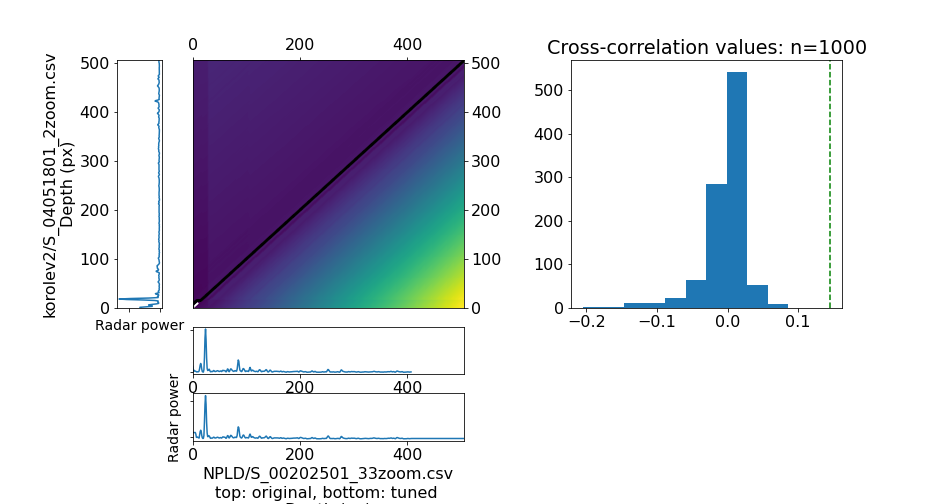 0 200 400
Cross-correlation values: n=1000
korolev2/S_04051801_2zoom.csv
Depth (px)
500
400
300
200
100
0
500
400
300
200
100
0
500
400
300
200
100
0
−0.2 −0.1 0.0 0.1
Radar power
0 200 400
Radar power
0 200 400
NPLD/S_00202501_33zoom.csv
top: original, bottom: tuned